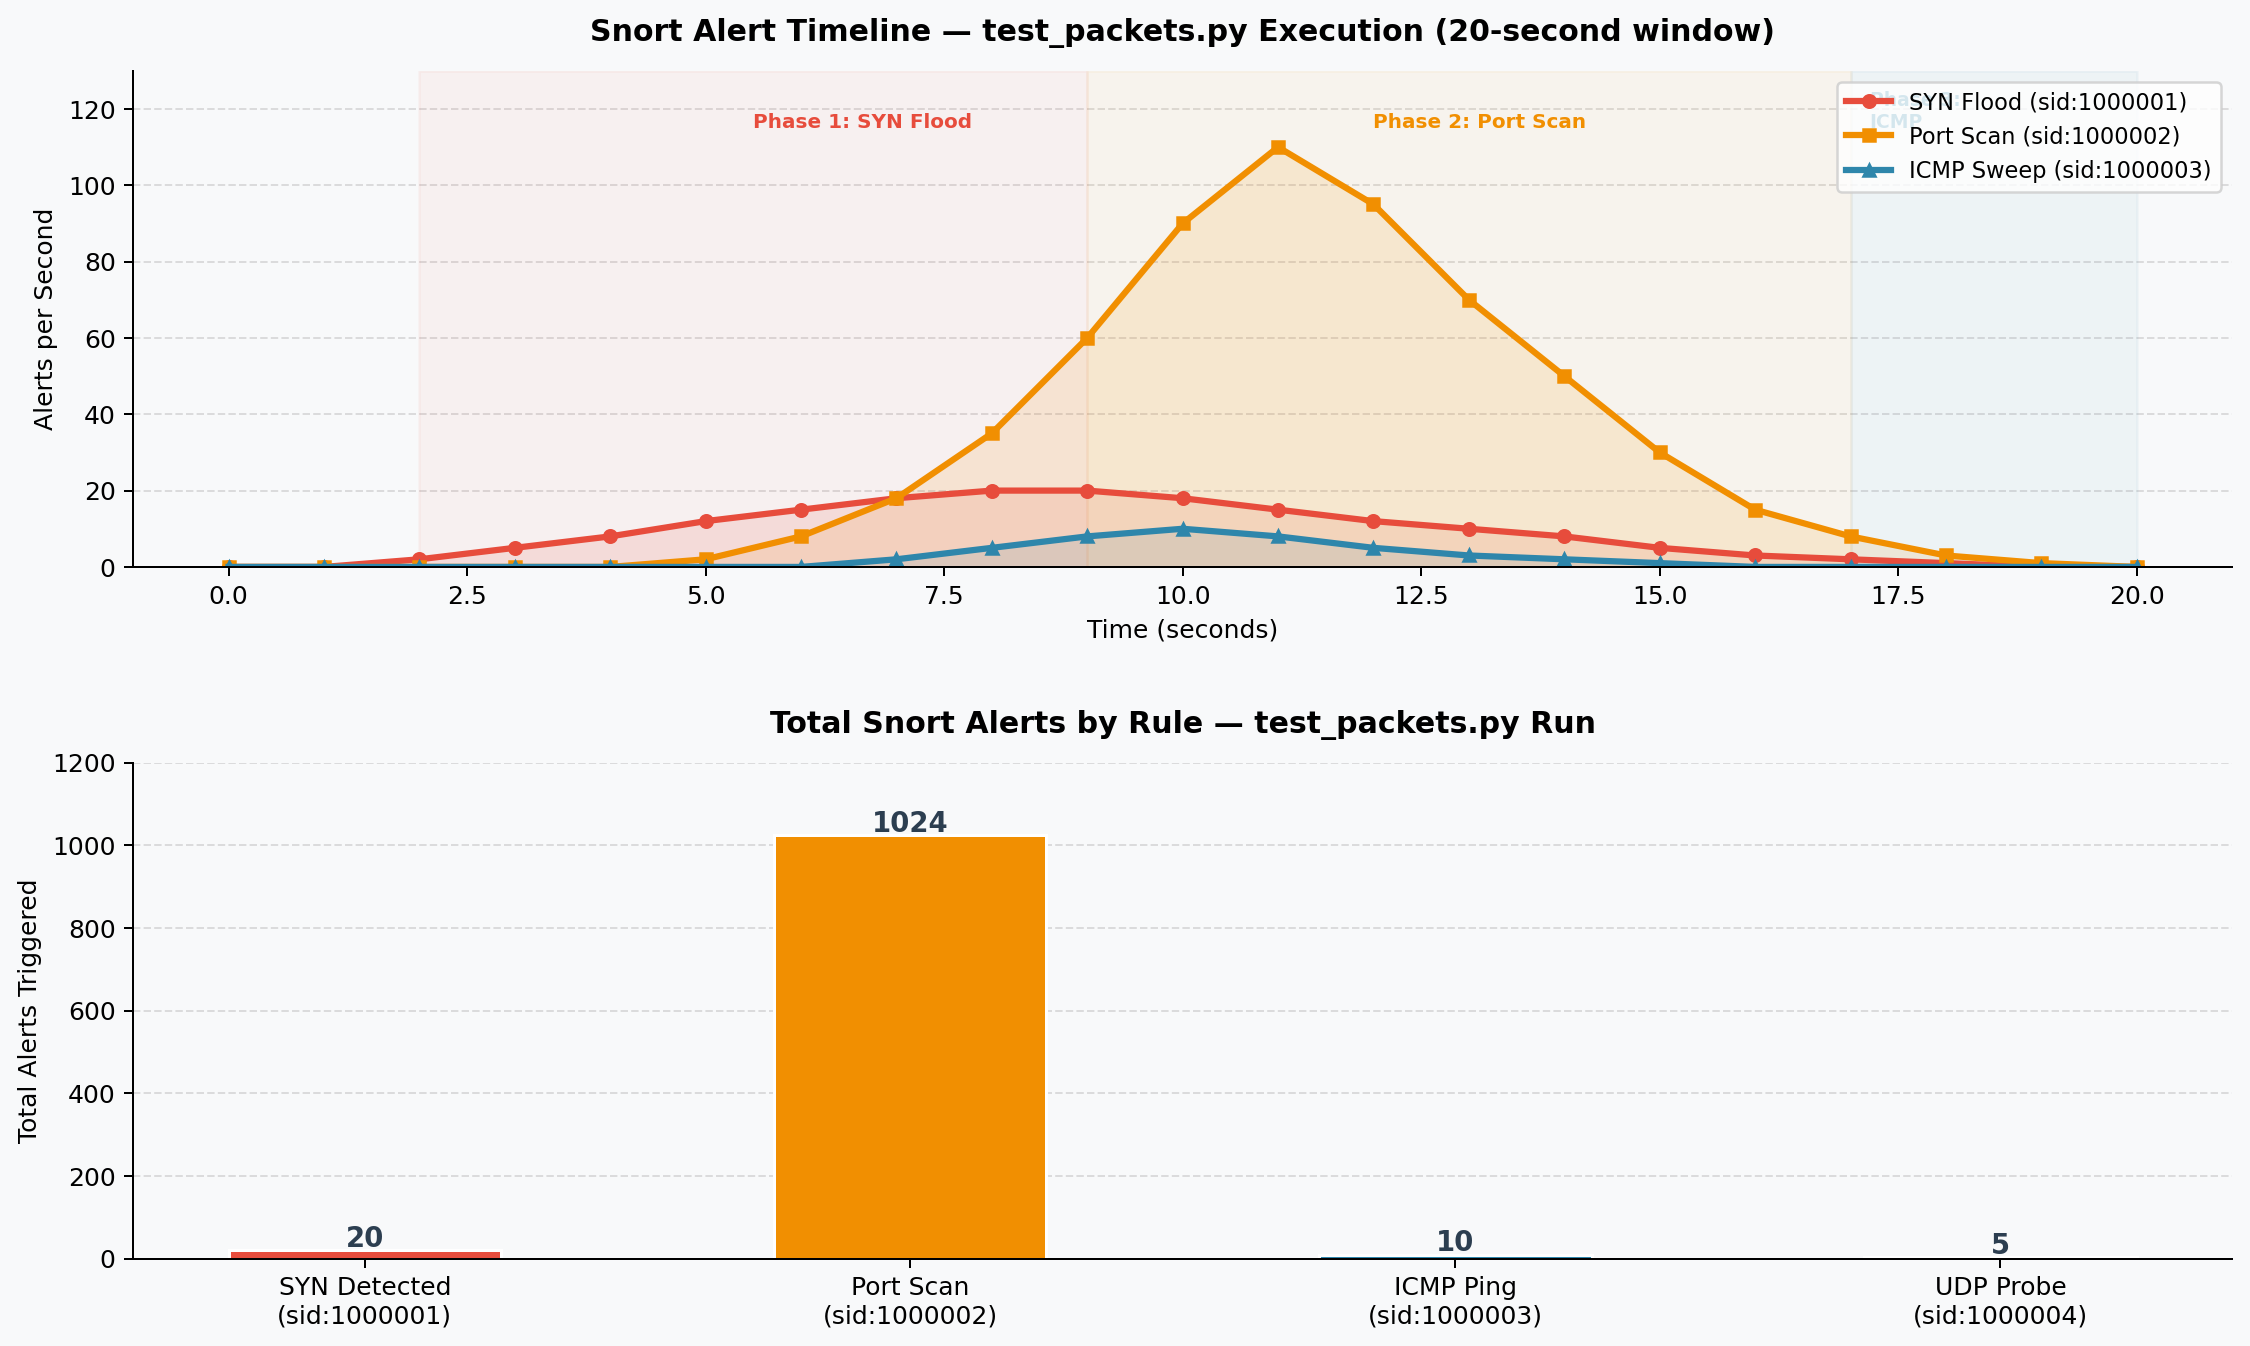 Snort Alert Timeline — test_packets.py Execution (20-second window)
Alerts per Second
120
100
80
60
40
20
0
Phase 1: SYN Flood
Phase 2: Port Scan
ICMP
SYN Flood (sid:1000001)
Port Scan (sid:1000002)
ICMP Sweep (sid:1000003)
0.0 2.5 5.0 7.5 10.0 12.5 15.0 17.5 20.0
Time (seconds)
Total Snort Alerts by Rule — test_packets.py Run
Total Alerts Triggered
1200
1000
800
600
400
200
0
20
1024
10
5
SYN Detected
(sid:1000001)
Port Scan
(sid:1000002)
ICMP Ping
(sid:1000003)
UDP Probe
(sid:1000004)